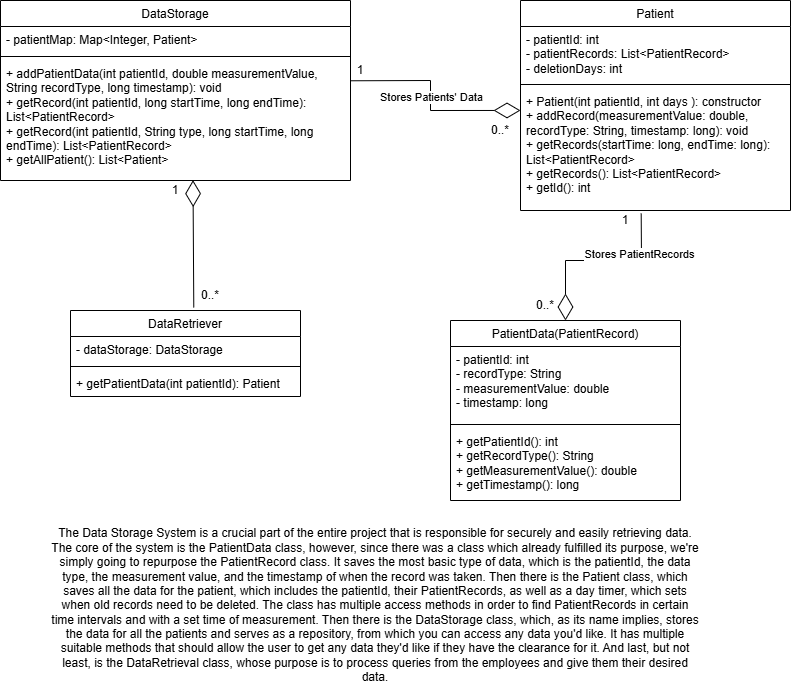 DataStorage
- patientMap: Map<Integer, Patient>
+ addPatientData(int patientId, double measurementValue,
String recordType, long timestamp): void
+ getRecord(int patientId, long startTime, long endTime):
List<PatientRecord>
+ getRecord(int patientId, String type, long startTime, long
endTime): List<PatientRecord>
+ getAllPatient(): List<Patient>
1
Stores Patients' Data
0..*
Patient
- patientId: int
- patientRecords: List<PatientRecord>
- deletionDays: int
+ Patient(int patientId, int days ): constructor
+ addRecord(measurementValue: double,
recordType: String, timestamp: long): void
+ getRecords(startTime: long, endTime: long):
List<PatientRecord>
+ getRecords(): List<PatientRecord>
+ getId(): int
1
0..*
DataRetriever
- dataStorage: DataStorage
+ getPatientData(int patientId): Patient
1
Stores PatientRecords
0..*
PatientData(PatientRecord)
- patientId: int
- recordType: String
- measurementValue: double
- timestamp: long
+ getPatientId(): int
+ getRecordType(): String
+ getMeasurementValue(): double
+ getTimestamp(): long
The Data Storage System is a crucial part of the entire project that is responsible for securely and easily retrieving data.
The core of the system is the PatientData class, however, since there was a class which already fulfilled its purpose, we're
simply going to repurpose the PatientRecord class. It saves the most basic type of data, which is the patientId, the data
type, the measurement value, and the timestamp of when the record was taken. Then there is the Patient class, which
saves all the data for the patient, which includes the patientId, their PatientRecords, as well as a day timer, which sets
when old records need to be deleted. The class has multiple access methods in order to find PatientRecords in certain
time intervals and with a set time of measurement. Then there is the DataStorage class, which, as its name implies, stores
the data for all the patients and serves as a repository, from which you can access any data you'd like. It has multiple
suitable methods that should allow the user to get any data they'd like if they have the clearance for it. And last, but not
least, is the DataRetrieval class, whose purpose is to process queries from the employees and give them their desired
data.